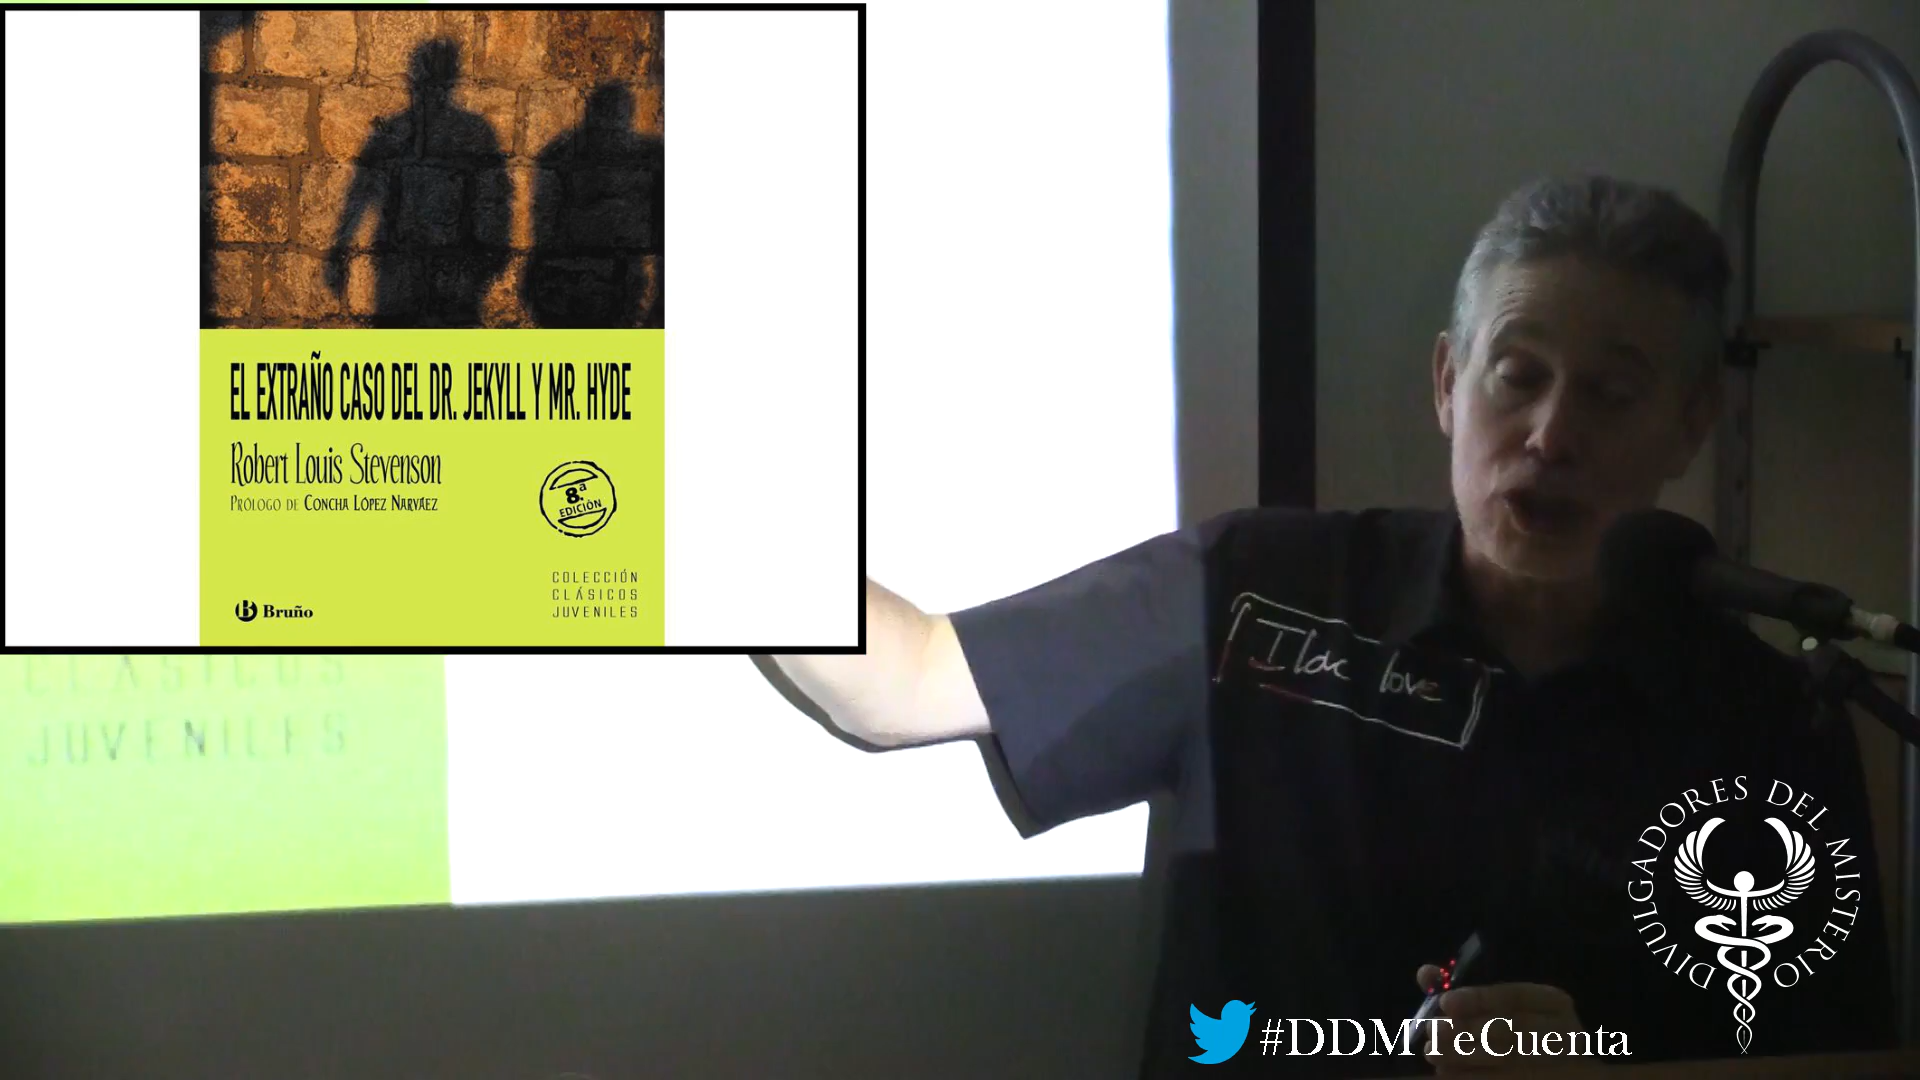 EL EXTRAÑO CASO DEL DR. JEKYLL Y MR. HYDE
Robert Louis Stevenson
PRÓLOGO DE CONCHA LÓPEZ NARVÁEZ
8.ª
EDICIÓN
COLECCIÓN
CLÁSICOS
JUVENILES
Bruño
CLÁSICOS
JUVENILES
love
DIVULGADORES DEL MISTERIO
#DDMTeCuenta